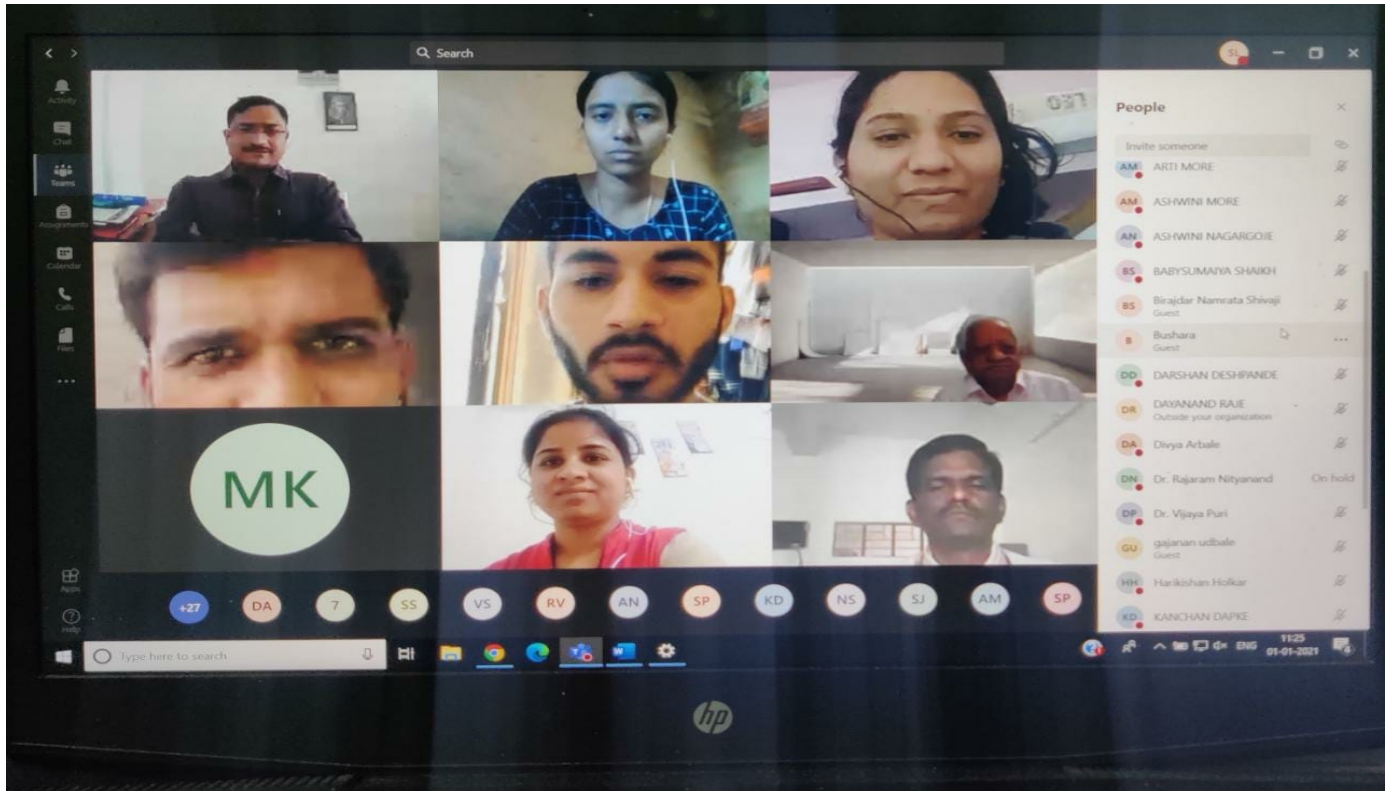 Search
SL
Activity
Chat
Teams
Assignments
Calendar
Calls
Files
Apps
Help
MK
+27
DA
7
SS
VS
RV
AN
SP
KD
NS
SJ
AM
SP
People
Invite someone
AM ARTI MORE
AM ASHWINI MORE
AN ASHWINI NAGARGOJE
BS BABYSUMAIYA SHAIKH
BS Birajdar Namrata Shivaji
Guest
B Bushara
Guest
DD DARSHAN DESHPANDE
DR DAYANAND RAJE
Outside your organization
DA Divya Arbale
DN Dr. Rajaram Nityanand On hold
DP Dr. Vijaya Puri
GU gajanan udbale
Guest
HH Harikishan Holkar
KD KANCHAN DAPKE
Type here to search
ENG
11:25
01-01-2021
hp